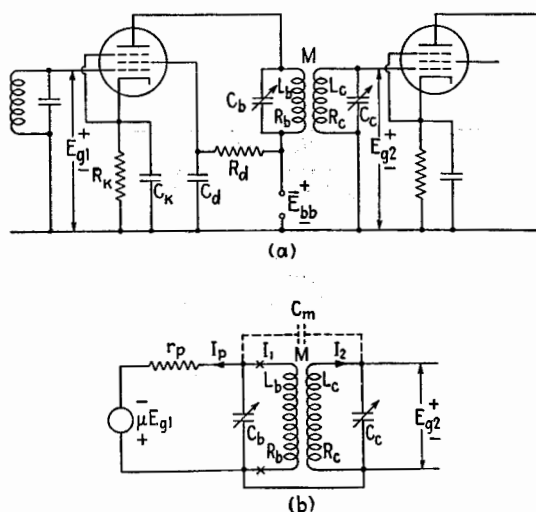 M
C_b
L_b
R_b
L_c
R_c
C_c
E_g1
+
-
R_K
C_K
C_d
R_d
+
Ē_bb
-
+
E_g2
-
(a)
C_m
r_p
I_p
I_1
M
I_2
-
μE_g1
+
C_b
L_b
R_b
L_c
R_c
C_c
+
E_g2
-
(b)